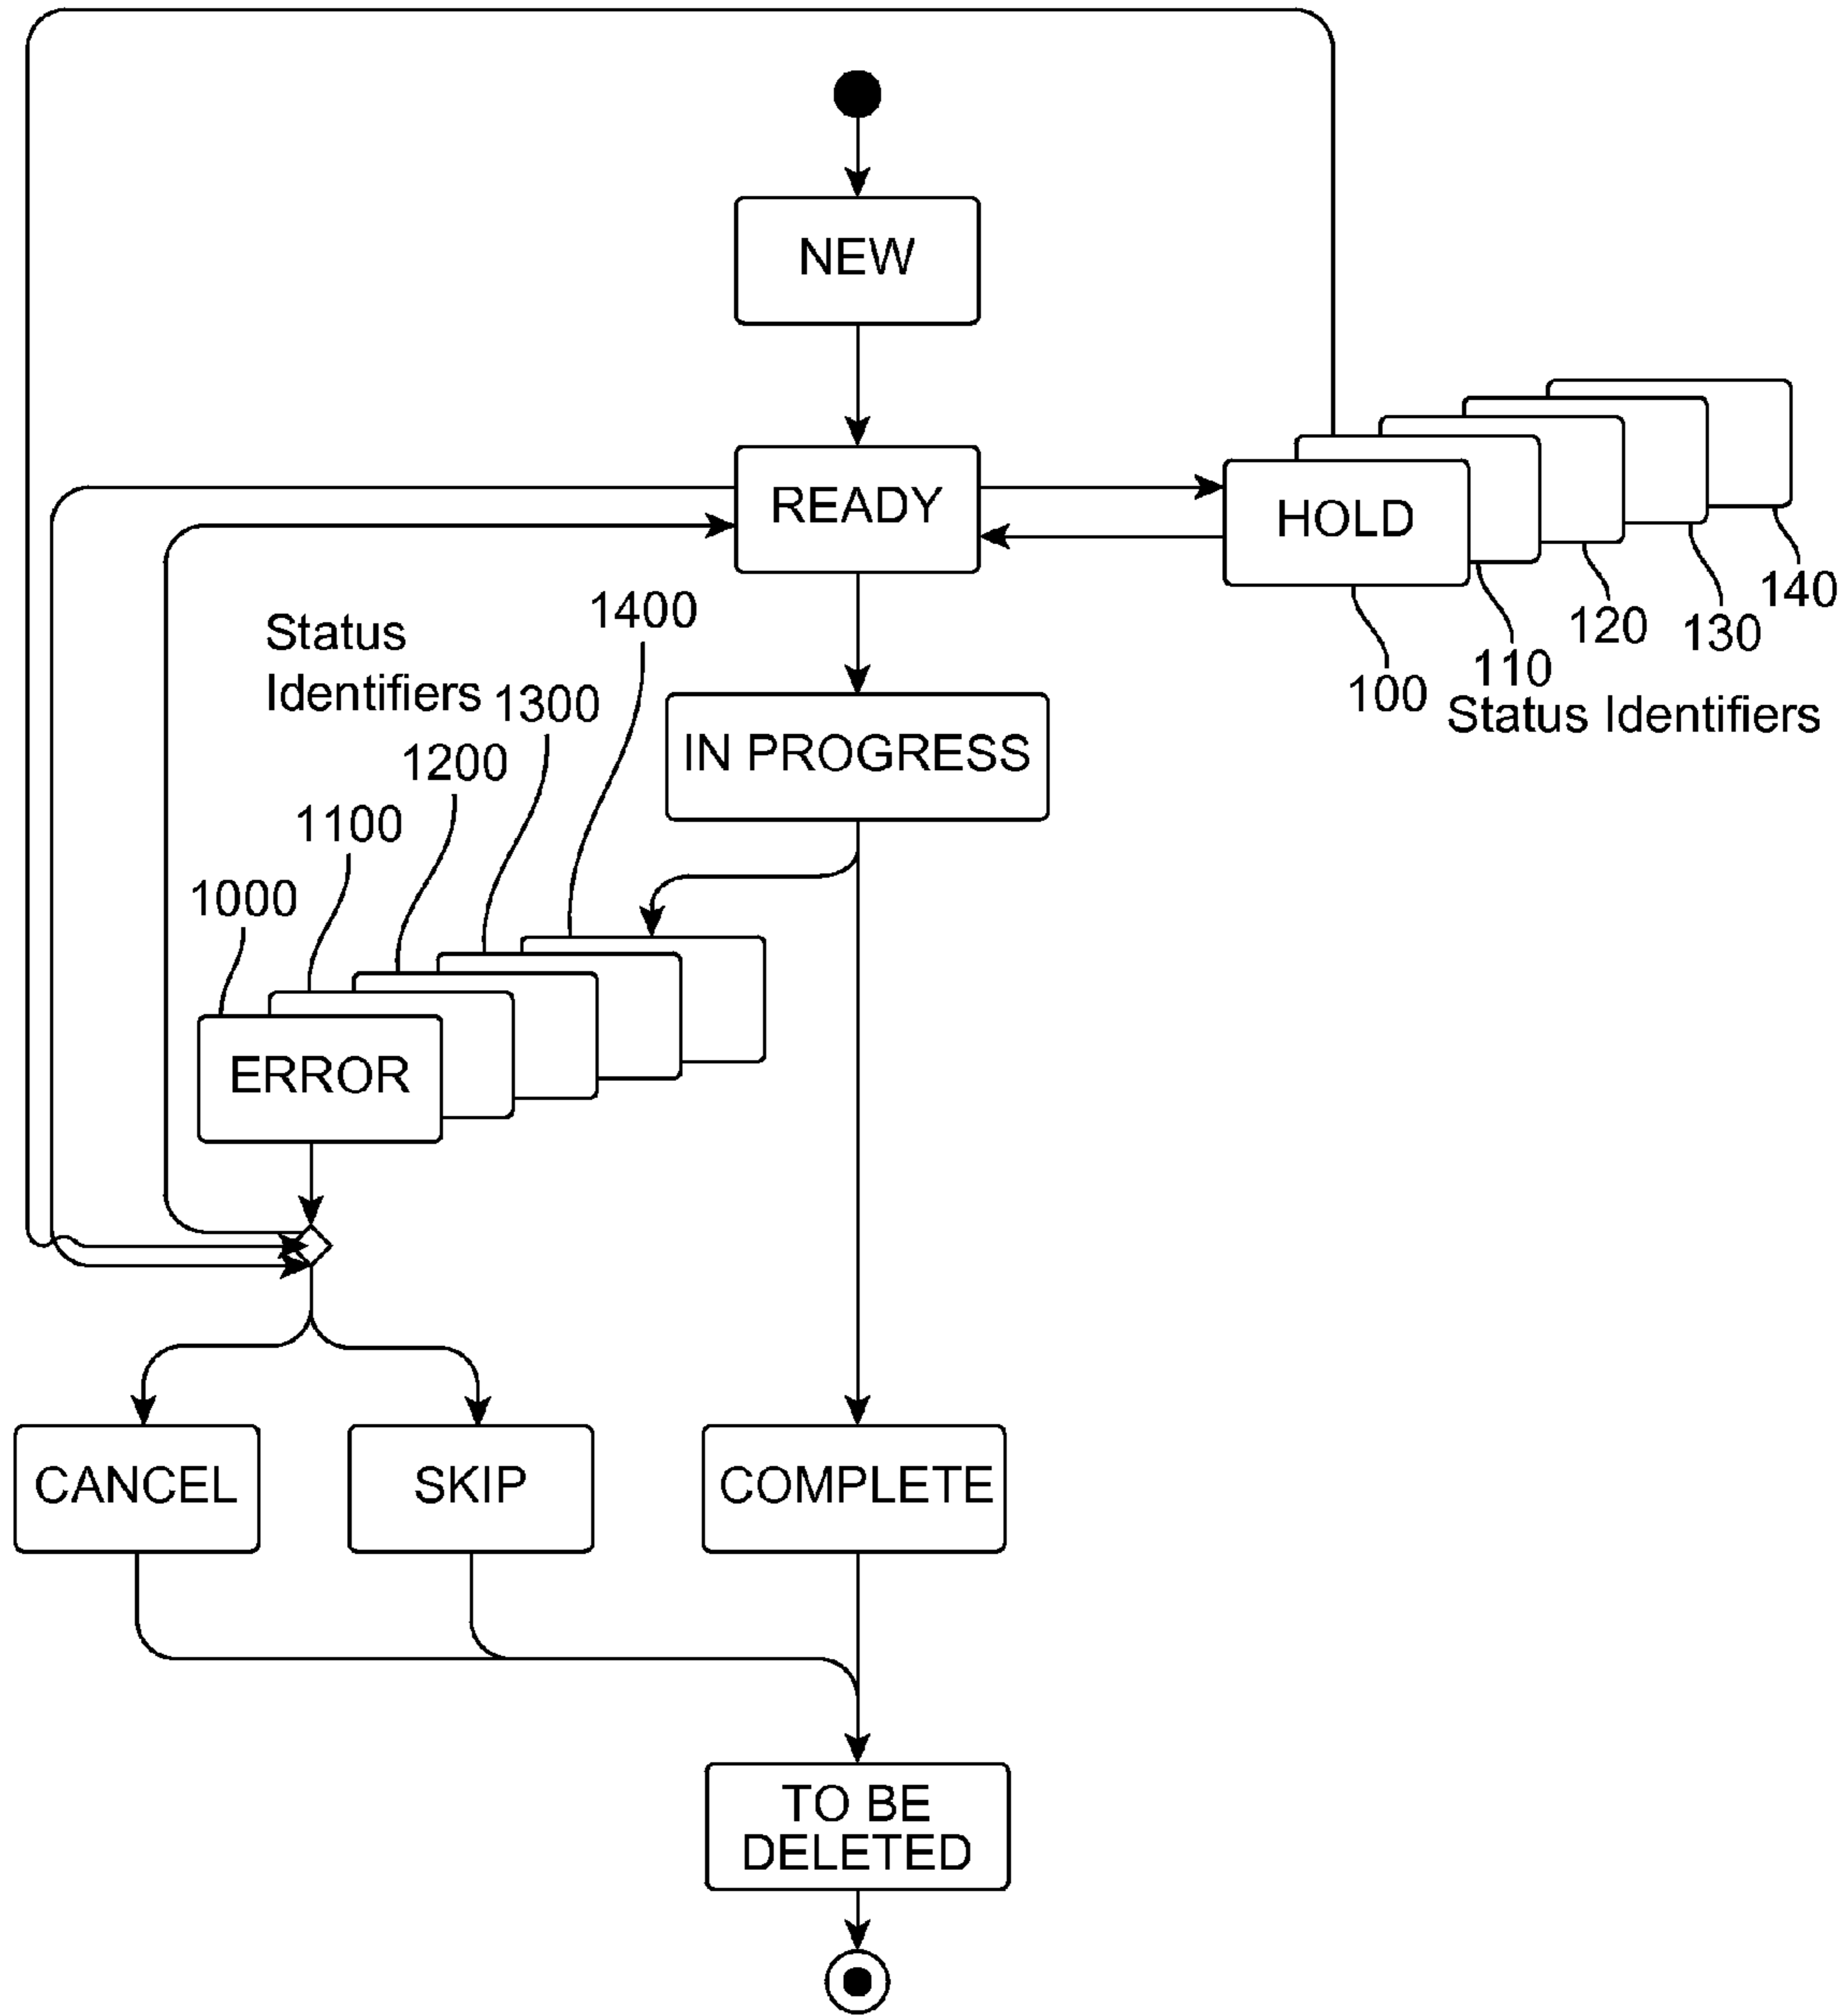 NEW
READY
HOLD
140
120
130
110
100
Status Identifiers
1400
Status
Identifiers
1300
1200
1100
1000
IN PROGRESS
ERROR
CANCEL
SKIP
COMPLETE
TO BE
DELETED